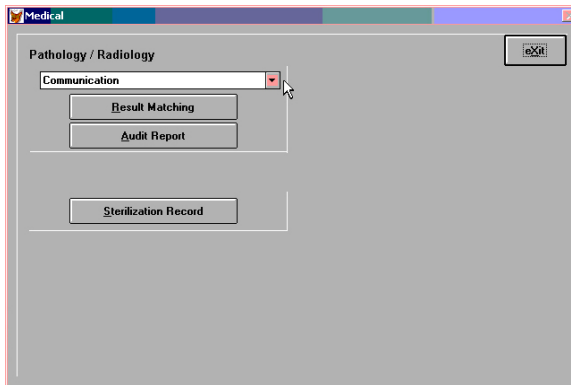 Medical
Pathology / Radiology
eXit
Communication
Result Matching
Audit Report
Sterilization Record